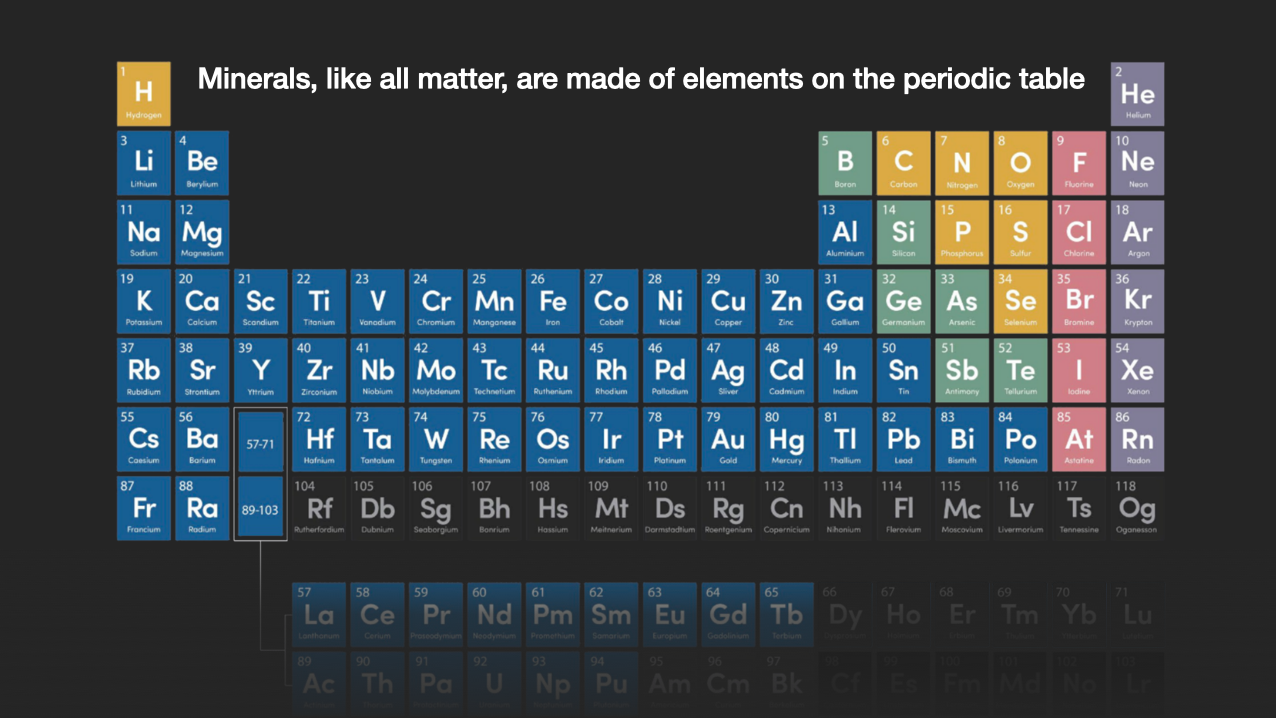 Minerals, like all matter, are made of elements on the periodic table
1 H Hydrogen
2 He Helium
3 Li Lithium
4 Be Berylium
5 B Boron
6 C Carbon
7 N Nitrogen
8 O Oxygen
9 F Fluorine
10 Ne Neon
11 Na Sodium
12 Mg Magnesium
13 Al Aluminium
14 Si Silicon
15 P Phosphorus
16 S Sulfur
17 Cl Chlorine
18 Ar Argon
19 K Potassium
20 Ca Calcium
21 Sc Scandium
22 Ti Titanium
23 V Vanadium
24 Cr Chromium
25 Mn Manganese
26 Fe Iron
27 Co Cobalt
28 Ni Nickel
29 Cu Copper
30 Zn Zinc
31 Ga Gallium
32 Ge Germanium
33 As Arsenic
34 Se Selenium
35 Br Bromine
36 Kr Krypton
37 Rb Rubidium
38 Sr Strontium
39 Y Yttrium
40 Zr Zirconium
41 Nb Niobium
42 Mo Molybdenum
43 Tc Technetium
44 Ru Ruthenium
45 Rh Rhodium
46 Pd Palladium
47 Ag Sliver
48 Cd Cadmium
49 In Indium
50 Sn Tin
51 Sb Antimony
52 Te Tellurium
53 I Iodine
54 Xe Xenon
55 Cs Caesium
56 Ba Barium
57-71
72 Hf Hafnium
73 Ta Tantalum
74 W Tungsten
75 Re Rhenium
76 Os Osmium
77 Ir Iridium
78 Pt Platinum
79 Au Gold
80 Hg Mercury
81 Tl Thallium
82 Pb Lead
83 Bi Bismuth
84 Po Polonium
85 At Astatine
86 Rn Radon
87 Fr Francium
88 Ra Radium
89-103
104 Rf Rutherfordium
105 Db Dubnium
106 Sg Seaborgium
107 Bh Bohrium
108 Hs Hassium
109 Mt Meitnerium
110 Ds Darmstadtium
111 Rg Roentgenium
112 Cn Copernicium
113 Nh Nihonium
114 Fl Flerovium
115 Mc Moscovium
116 Lv Livermorium
117 Ts Tennessine
118 Og Oganesson
57 La Lanthanum
58 Ce Cerium
59 Pr
60 Nd Neodymium
61 Pm Promethium
62 Sm Samarium
63 Eu Europium
64 Gd Gadolinium
65 Tb Terbium
66 Dy
67 Ho
68 Er
69 Tm
70 Yb
71 Lu
89 Ac
90 Th
91 Pa
92 U
93 Np
94 Pu
95 Am
96 Cm
97 Bk
98 Cf
99 Es
100 Fm
101 Md
102 No
103 Lr